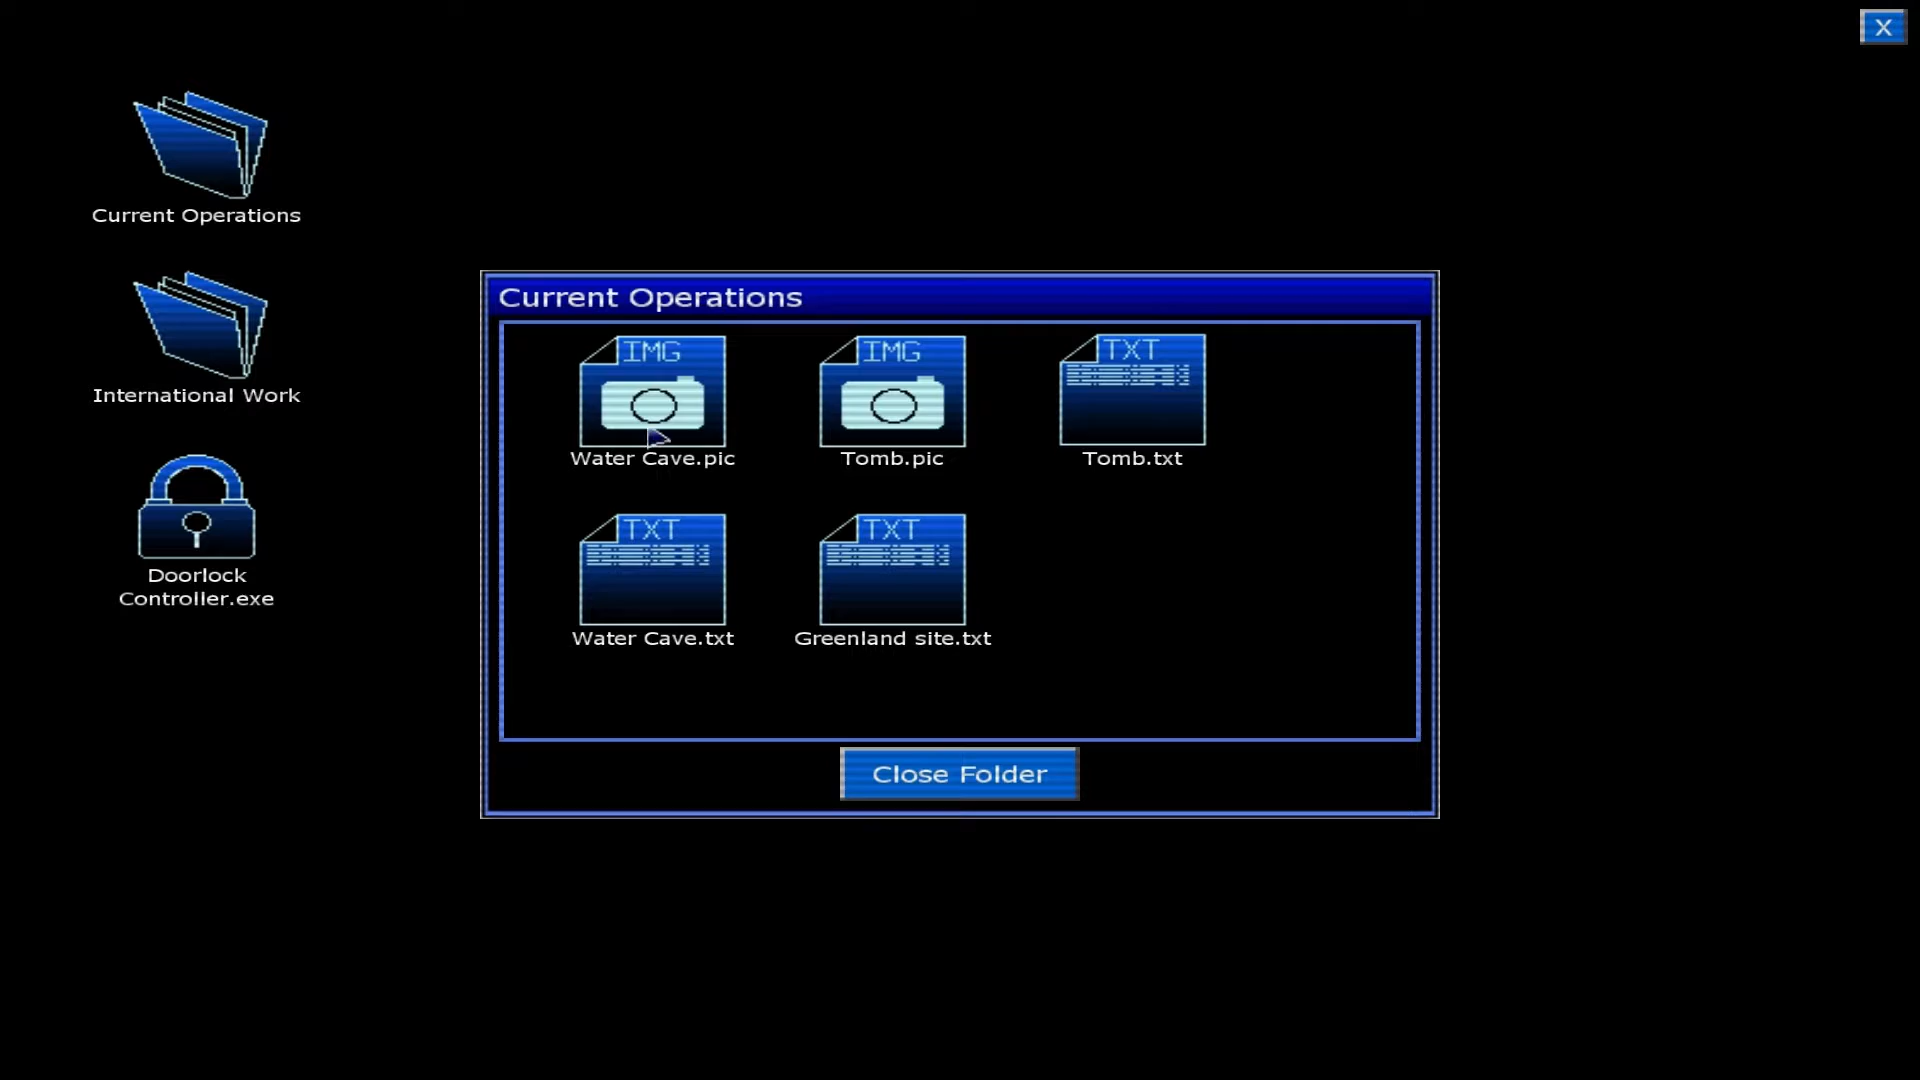 X
Current Operations
International Work
Doorlock
Controller.exe
Current Operations
IMG
Water Cave.pic
IMG
Tomb.pic
TXT
Tomb.txt
TXT
Water Cave.txt
TXT
Greenland site.txt
Close Folder